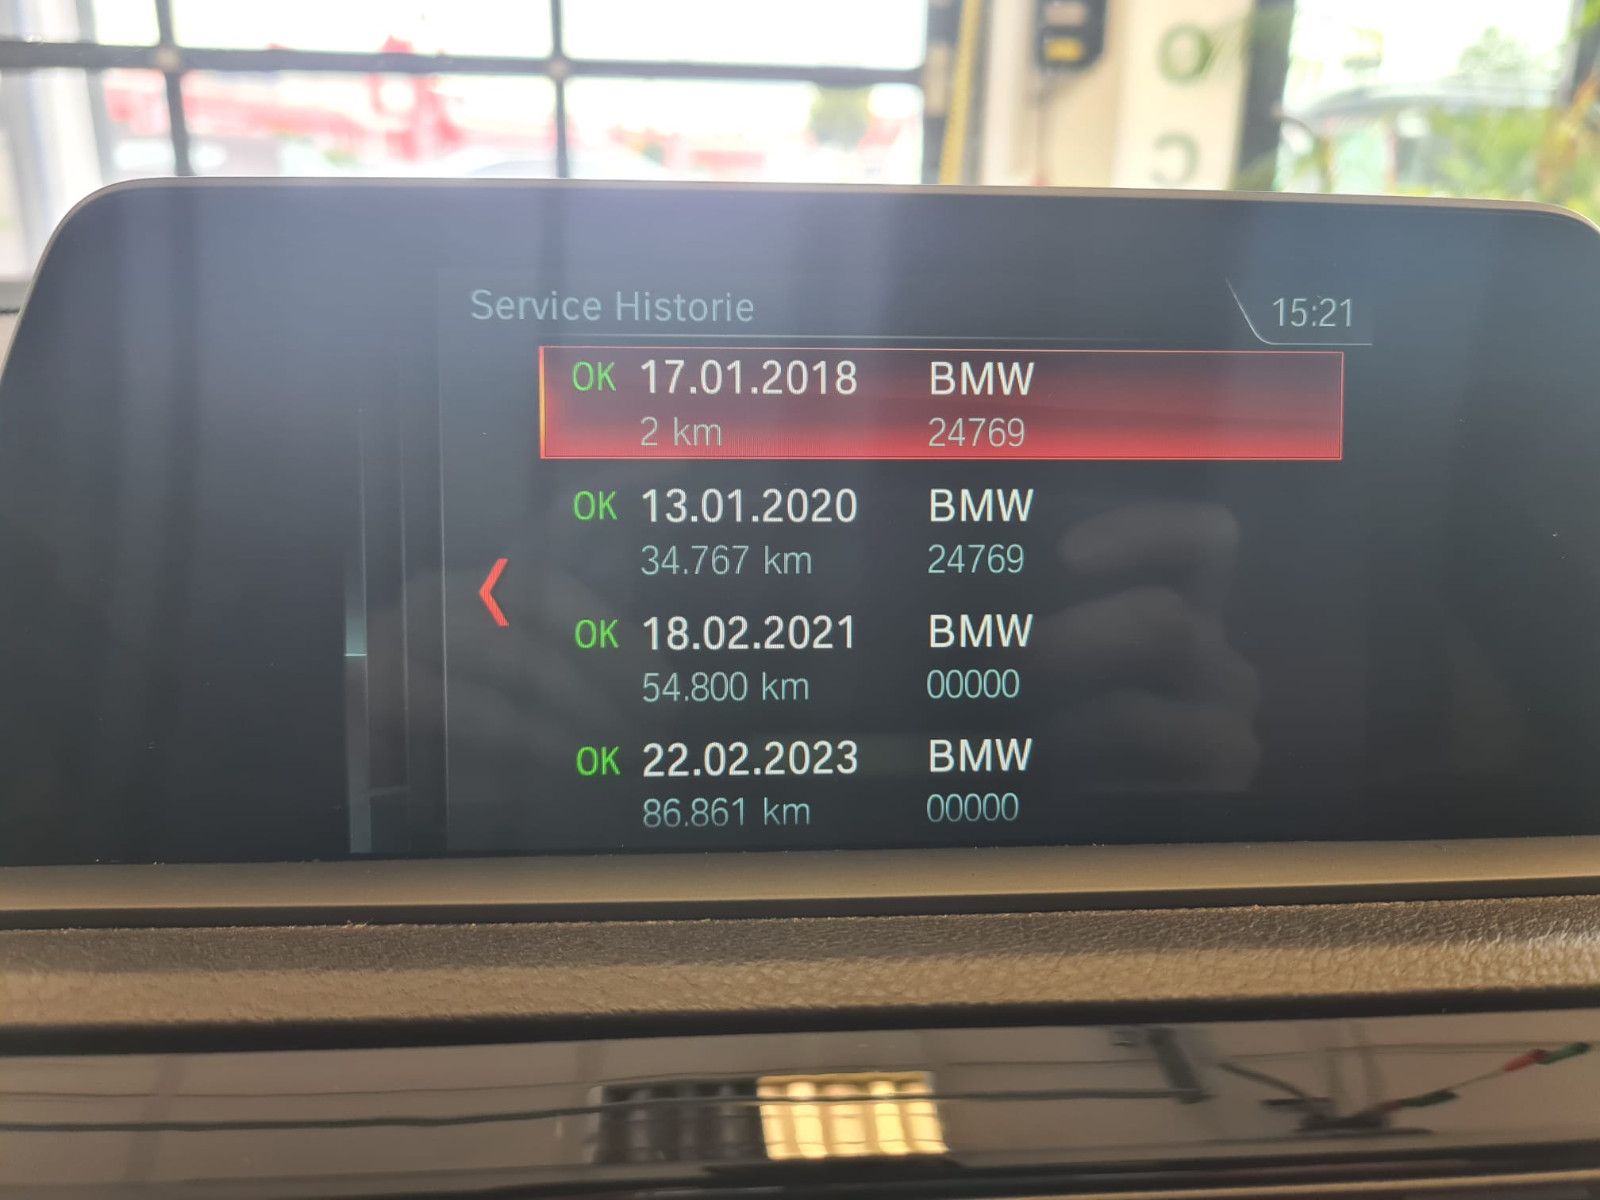 Service Historie
15:21
OK 17.01.2018 BMW
2 km 24769
OK 13.01.2020 BMW
34.767 km 24769
OK 18.02.2021 BMW
54.800 km 00000
OK 22.02.2023 BMW
86.861 km 00000